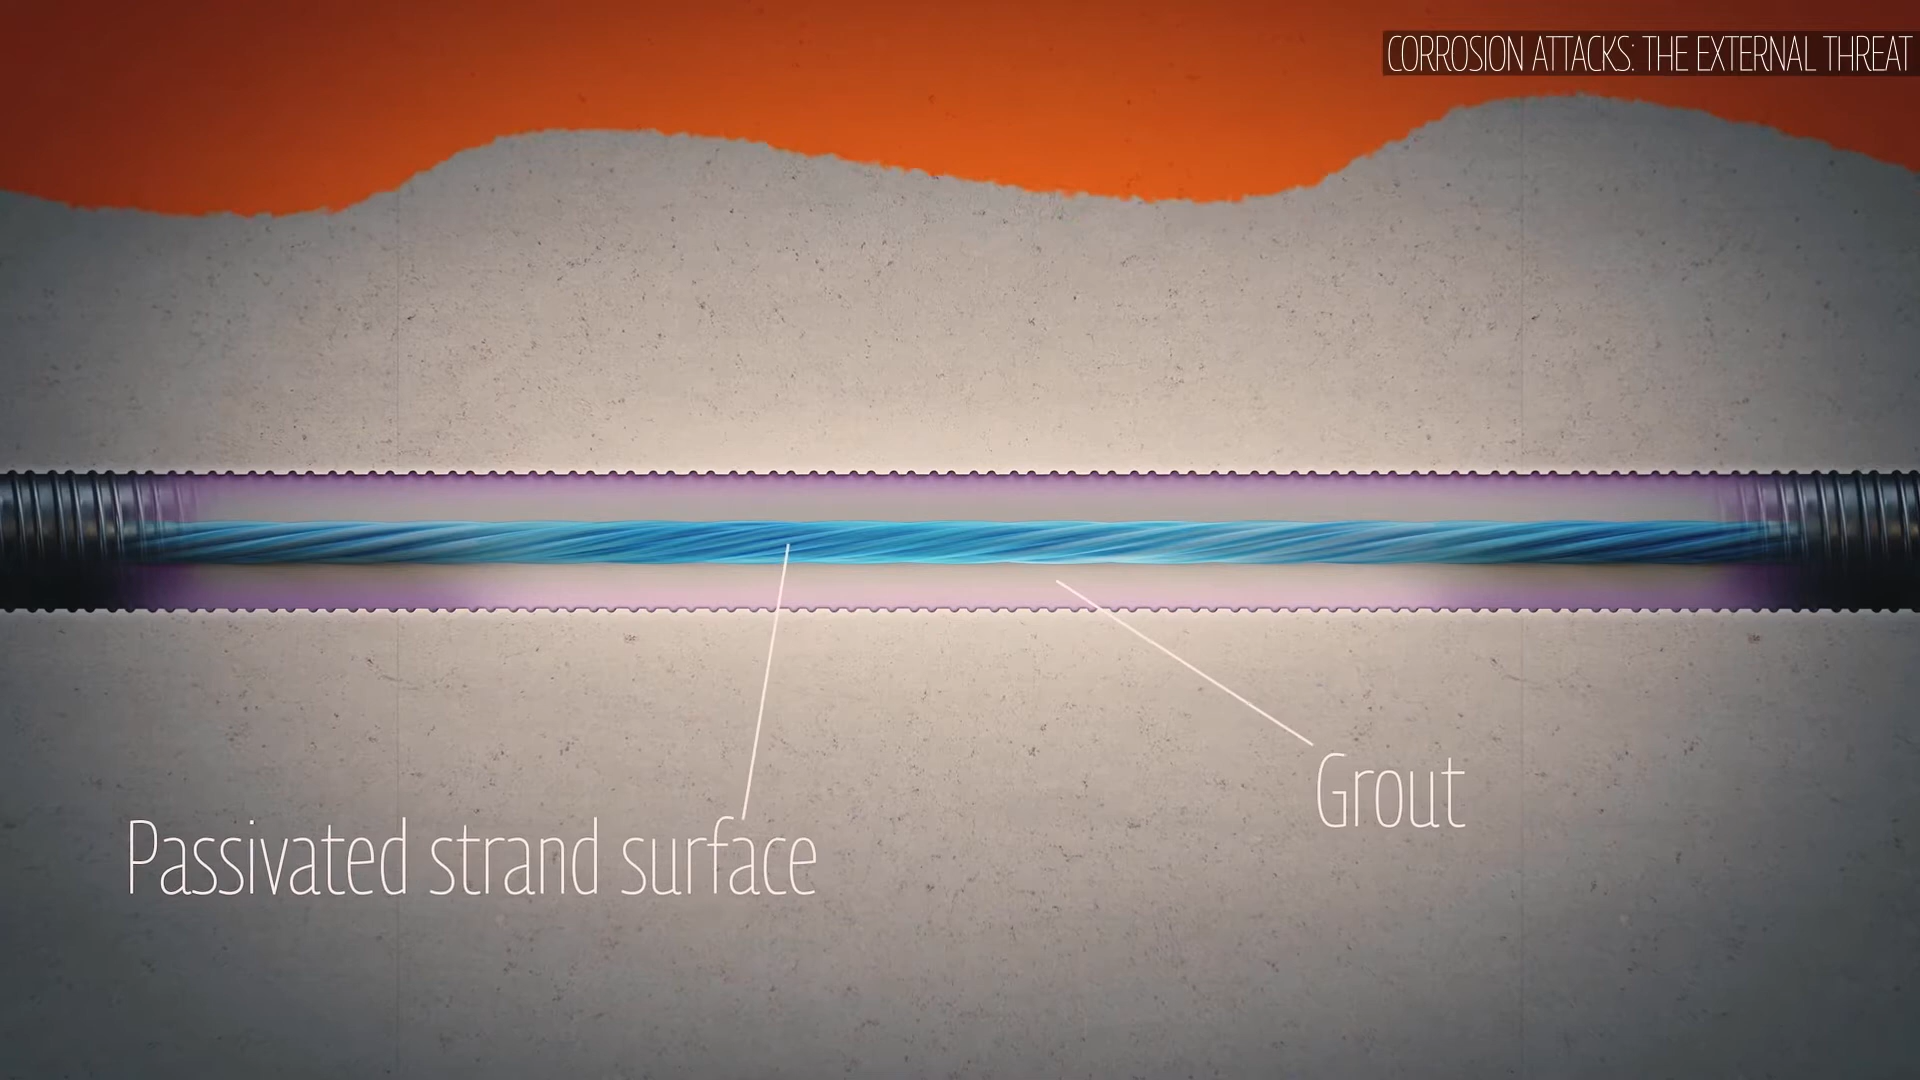 CORROSION ATTACKS: THE EXTERNAL THREAT
Grout
Passivated strand surface